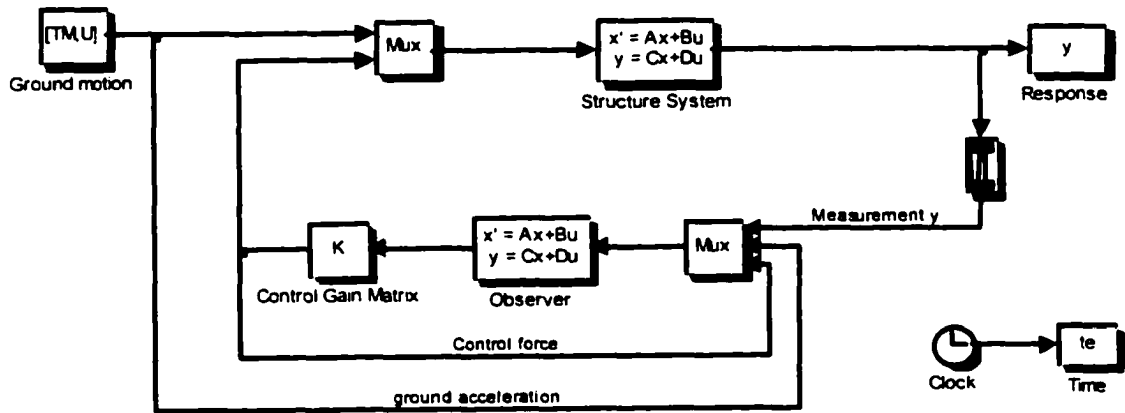 [TM,U]
Ground motion
Mux
x' = Ax+Bu
y = Cx+Du
Structure System
y
Response
Measurement y
K
Control Gain Matrix
x' = Ax+Bu
y = Cx+Du
Observer
Mux
Control force
ground acceleration
Clock
te
Time